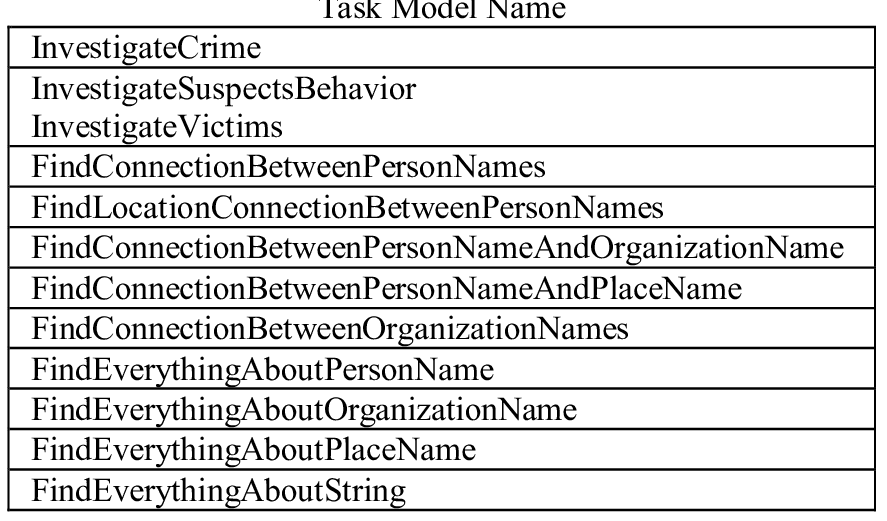 Task Model Name
InvestigateCrime
InvestigateSuspectsBehavior
InvestigateVictims
FindConnectionBetweenPersonNames
FindLocationConnectionBetweenPersonNames
FindConnectionBetweenPersonNameAndOrganizationName
FindConnectionBetweenPersonNameAndPlaceName
FindConnectionBetweenOrganizationNames
FindEverythingAboutPersonName
FindEverythingAboutOrganizationName
FindEverythingAboutPlaceName
FindEverythingAboutString